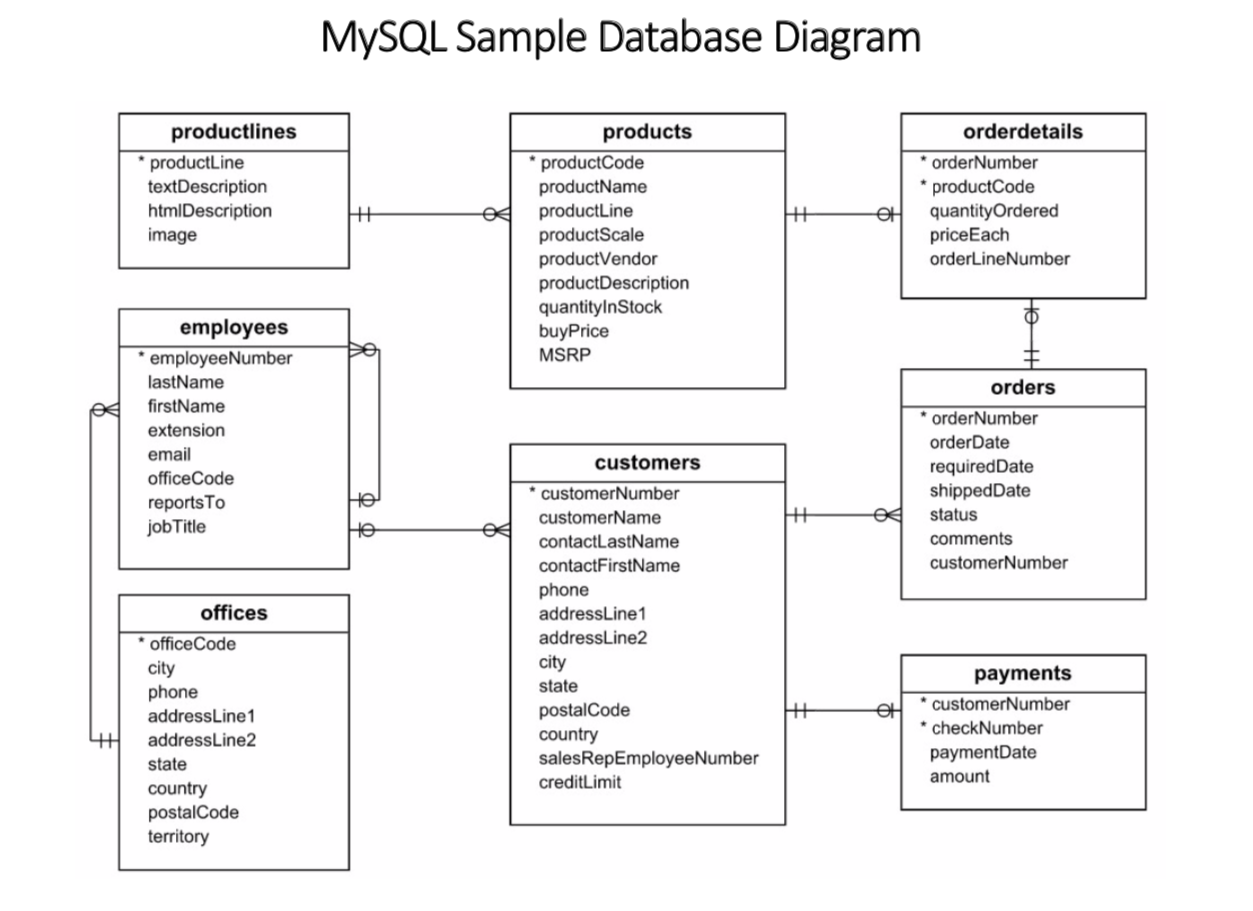 MySQL Sample Database Diagram
productlines
* productLine
textDescription
htmlDescription
image
products
* productCode
productName
productLine
productScale
productVendor
productDescription
quantityInStock
buyPrice
MSRP
orderdetails
* orderNumber
* productCode
quantityOrdered
priceEach
orderLineNumber
employees
* employeeNumber
lastName
firstName
extension
email
officeCode
reportsTo
jobTitle
customers
* customerNumber
customerName
contactLastName
contactFirstName
phone
addressLine1
addressLine2
city
state
postalCode
country
salesRepEmployeeNumber
creditLimit
orders
* orderNumber
orderDate
requiredDate
shippedDate
status
comments
customerNumber
offices
* officeCode
city
phone
addressLine1
addressLine2
state
country
postalCode
territory
payments
* customerNumber
* checkNumber
paymentDate
amount